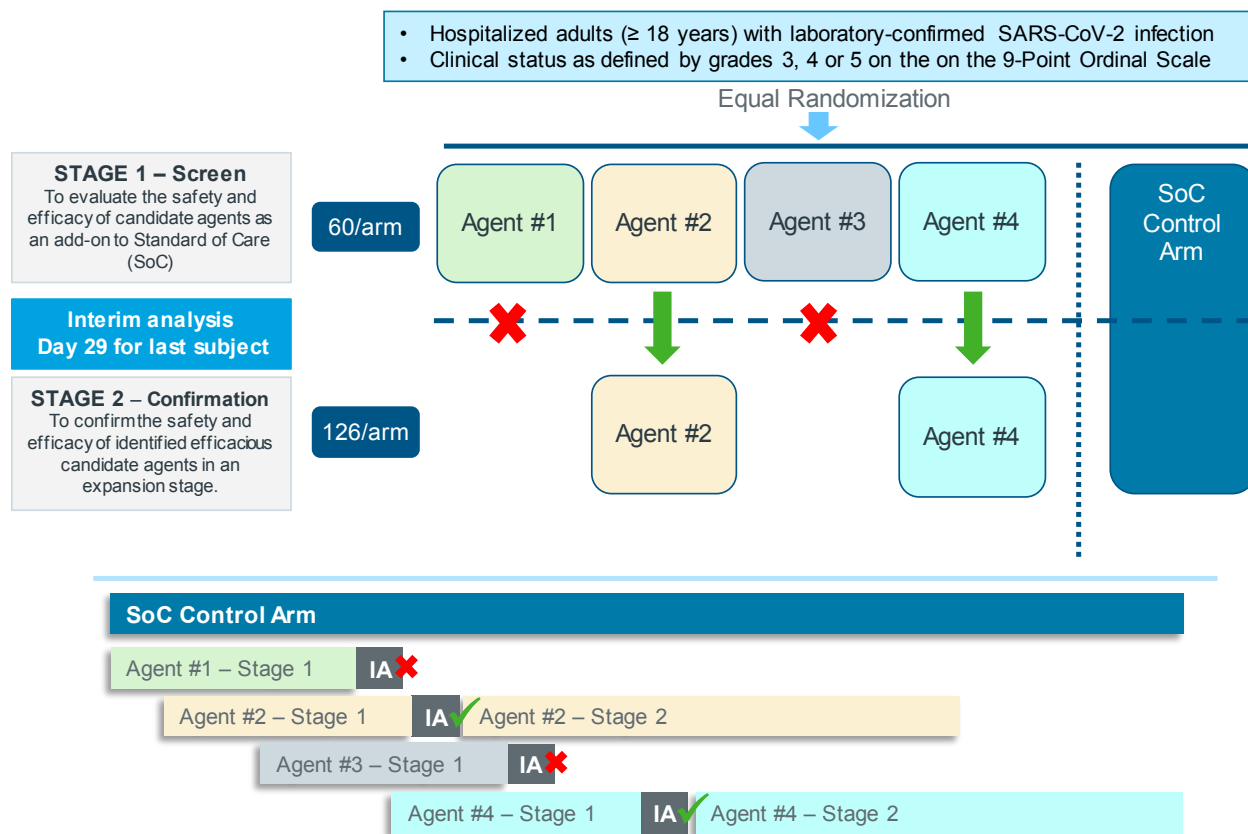 • Hospitalized adults (≥ 18 years) with laboratory-confirmed SARS-CoV-2 infection
• Clinical status as defined by grades 3, 4 or 5 on the on the 9-Point Ordinal Scale
Equal Randomization
STAGE 1 – Screen
To evaluate the safety and
efficacy of candidate agents as
an add-on to Standard of Care
(SoC)
60/arm
Agent #1
Agent #2
Agent #3
Agent #4
SoC
Control
Arm
Interim analysis
Day 29 for last subject
STAGE 2 – Confirmation
To confirm the safety and
efficacy of identified efficacious
candidate agents in an
expansion stage.
126/arm
Agent #2
Agent #4
SoC Control Arm
Agent #1 – Stage 1
IA
Agent #2 – Stage 1
IA
Agent #2 – Stage 2
Agent #3 – Stage 1
IA
Agent #4 – Stage 1
IA
Agent #4 – Stage 2